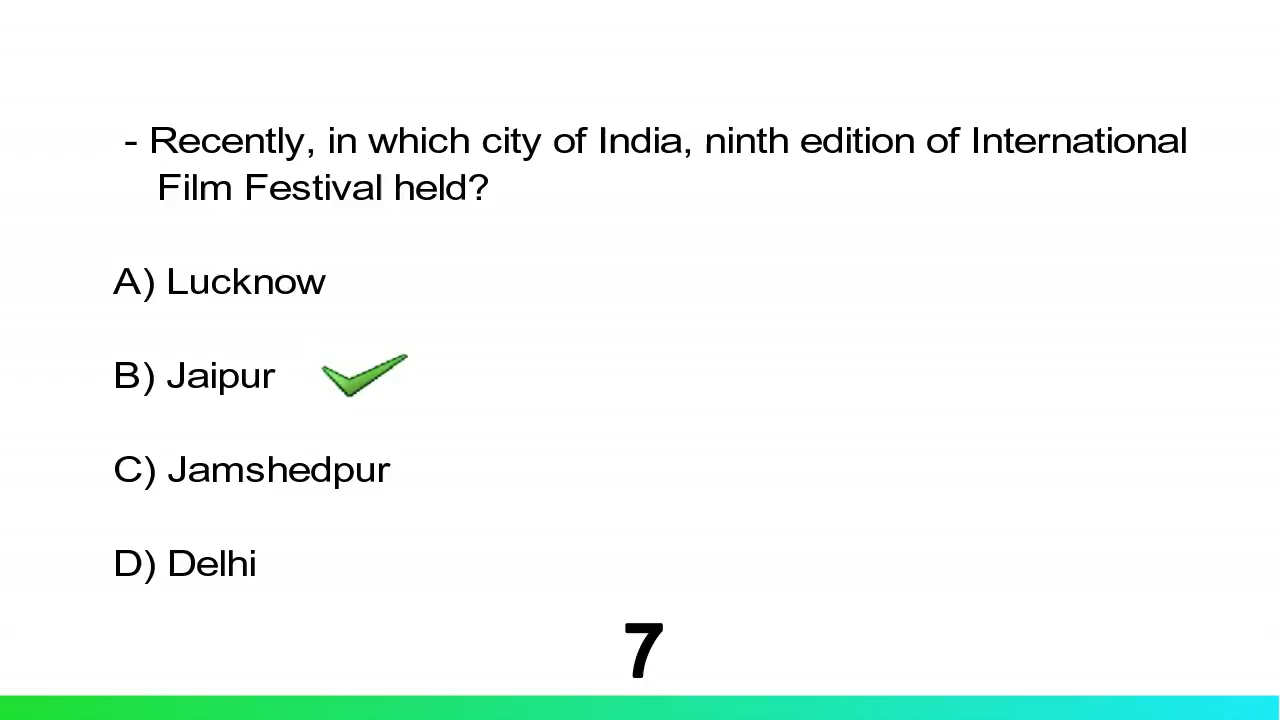 - Recently, in which city of India, ninth edition of International
Film Festival held?
A) Lucknow
B) Jaipur
C) Jamshedpur
D) Delhi
7